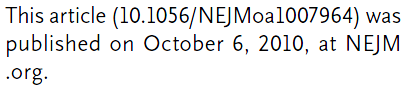 This article (10.1056/NEJMoa1007964) was
published on October 6, 2010, at NEJM
.org.